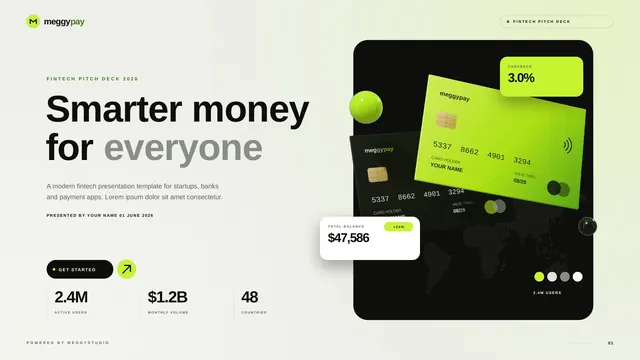 meggypay
FINTECH PITCH DECK
FINTECH PITCH DECK 2026
Smarter money
for everyone
A modern fintech presentation template for startups, banks
and payment apps. Lorem ipsum dolor sit amet consectetur.
PRESENTED BY YOUR NAME 01 JUNE 2026
GET STARTED
2.4M
ACTIVE USERS
$1.2B
MONTHLY VOLUME
48
COUNTRIES
CASHBACK
3.0%
meggypay
5337 8662 4901 3294
CARD HOLDER
YOUR NAME
VALID THRU
08/29
meggypay
5337 8662 4901 3294
08/29
TOTAL BALANCE
+24%
$47,586
2.4M USERS
POWERED BY MEGGYSTUDIO
01